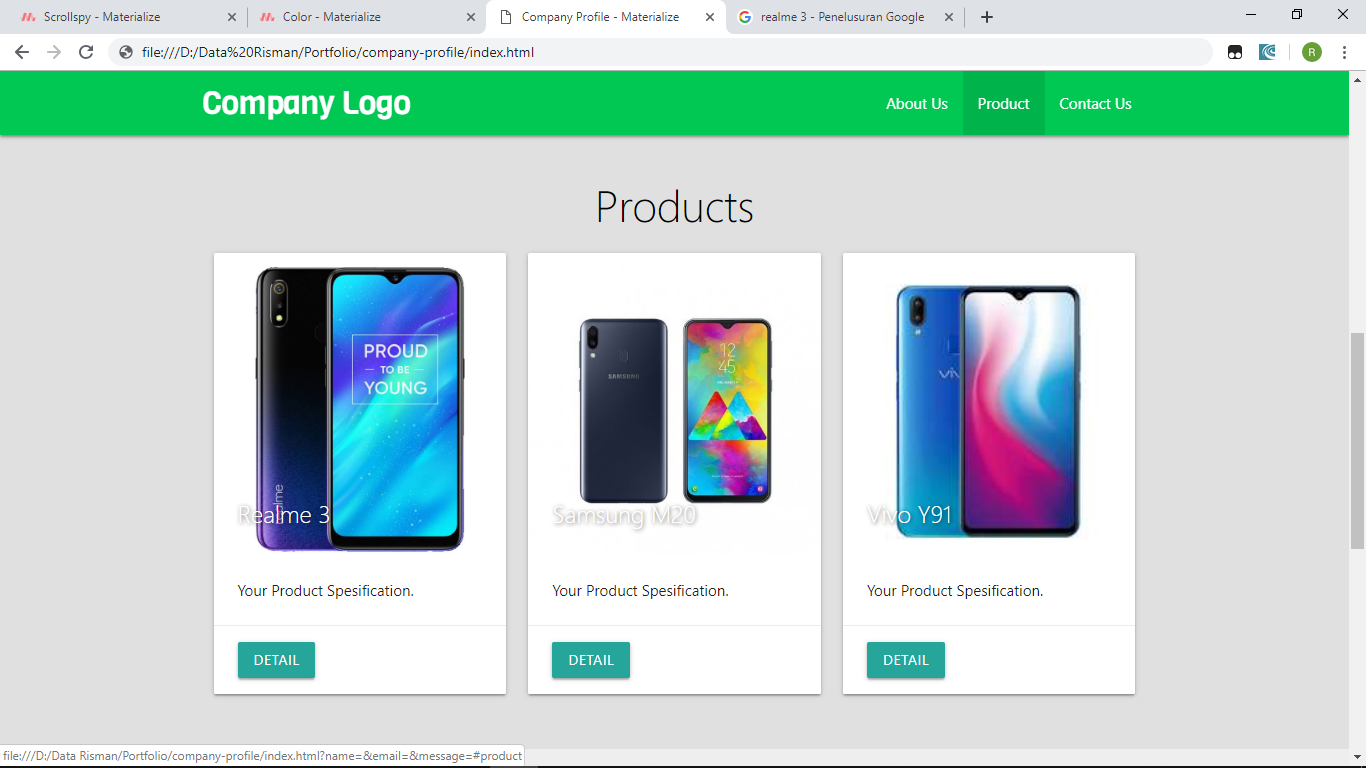 Scrollspy - Materialize
Color - Materialize
Company Profile - Materialize
realme 3 - Penelusuran Google
file:///D:/Data%20Risman/Portfolio/company-profile/index.html
R
Company Logo
About Us
Product
Contact Us
Products
PROUD
TO BE
YOUNG
realme
Realme 3
Your Product Spesification.
DETAIL
SAMSUNG
12
45
Samsung M20
Your Product Spesification.
DETAIL
Vivo Y91
Your Product Spesification.
DETAIL
file:///D:/Data Risman/Portfolio/company-profile/index.html?name=&email=&message=#product